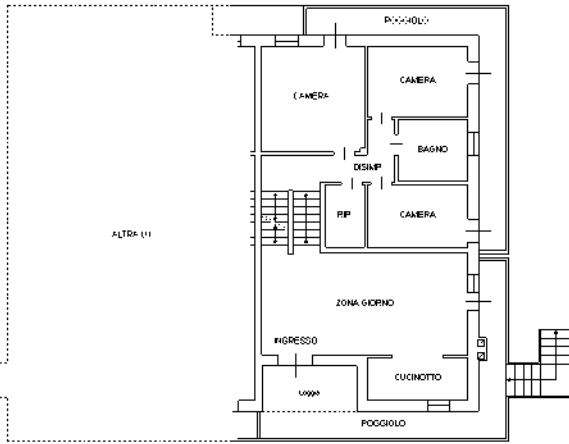 POGGIOLO
CAMERA
CAMERA
BAGNO
DISIMP
RIP
CAMERA
ALTRA U.I.
ZONA GIORNO
INGRESSO
CUCINOTTO
Loggia
POGGIOLO